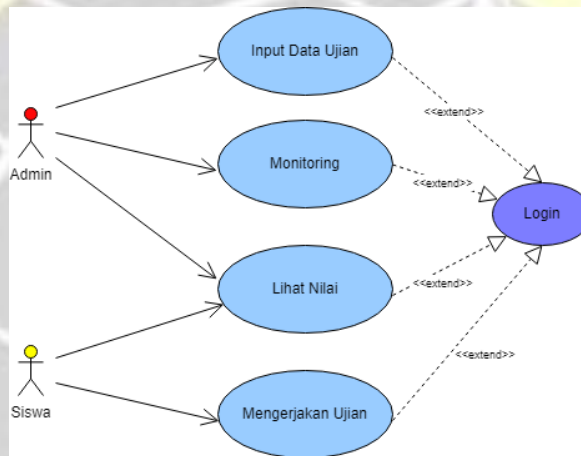 Input Data Ujian
<<extend>>
Admin
Monitoring
<<extend>>
Login
Lihat Nilai
<<extend>>
<<extend>>
Siswa
Mengerjakan Ujian